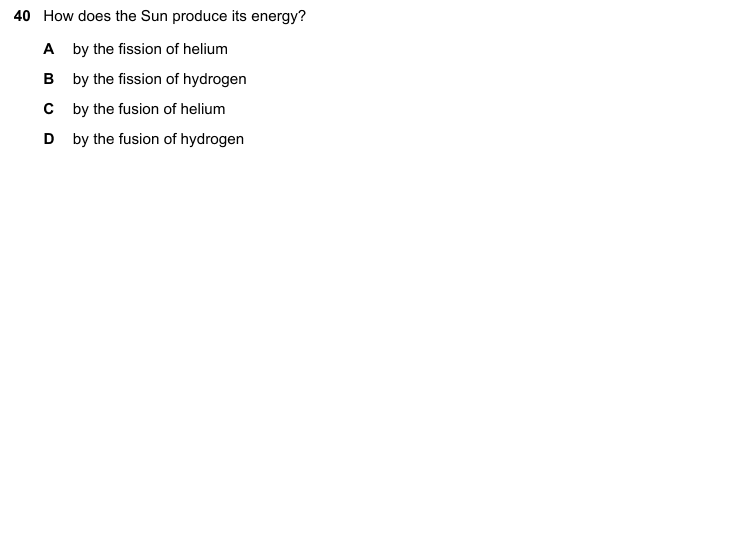 40 How does the Sun produce its energy?
A by the fission of helium
B by the fission of hydrogen
C by the fusion of helium
D by the fusion of hydrogen